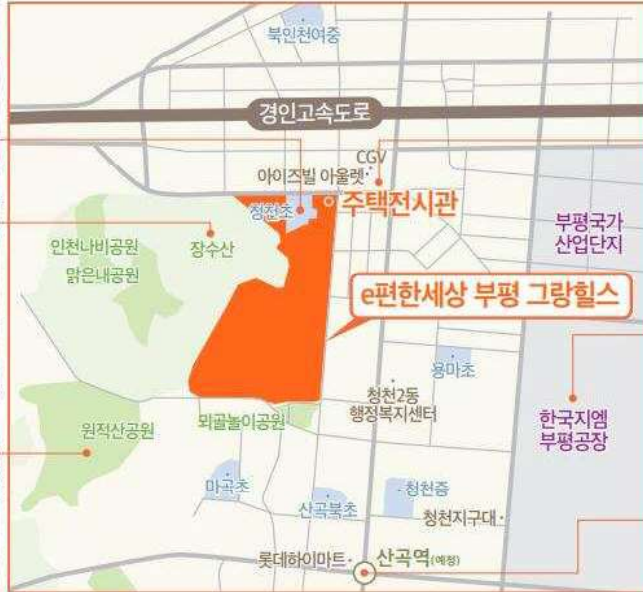 북인천여중
경인고속도로
CGV
아이즈빌 아울렛
청천초
주택전시관
부평국가
산업단지
인천나비공원
장수산
맑은내공원
e편한세상 부평 그랑힐스
용마초
청천2동
행정복지센터
한국지엠
부평공장
원적산공원
뫼골놀이공원
마곡초
산곡북초
청천중
청천지구대
롯데하이마트
산곡역(예정)